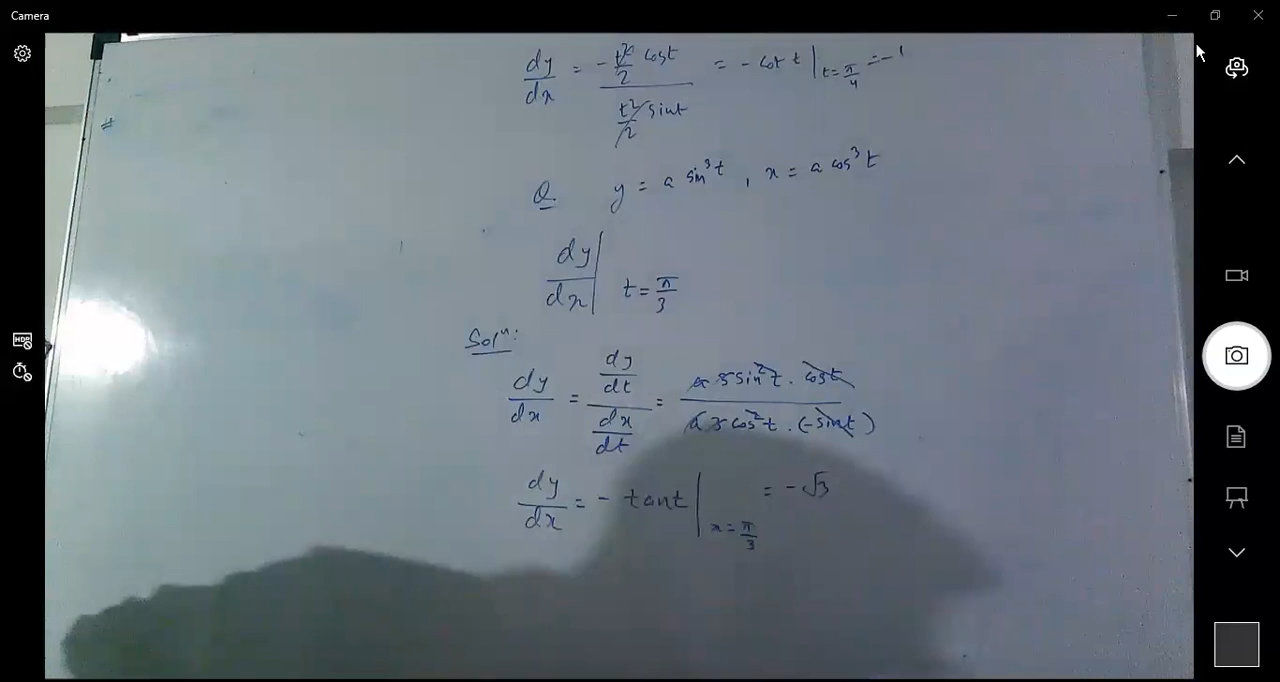 Camera
dy/dx = - t²/2 cost / t²/2 sint = - cot t | t = π/4 = -1
#
Q. y = a sin³t , x = a cos³t
dy/dx | t = π/3
Solⁿ:
dy/dx = dy/dt / dx/dt = a 3 sin²t . cost / a 3 cos²t . (-sint)
dy/dx = - tant | x = π/3 = -√3